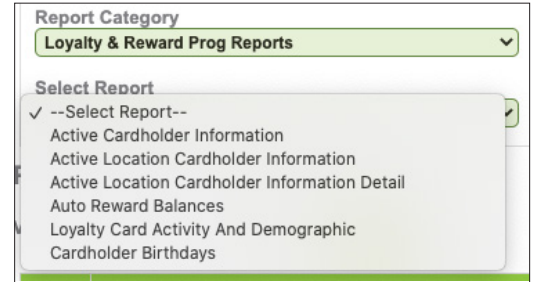 Report Category
Loyalty & Reward Prog Reports
Select Report
✓ --Select Report--
Active Cardholder Information
Active Location Cardholder Information
Active Location Cardholder Information Detail
Auto Reward Balances
Loyalty Card Activity And Demographic
Cardholder Birthdays